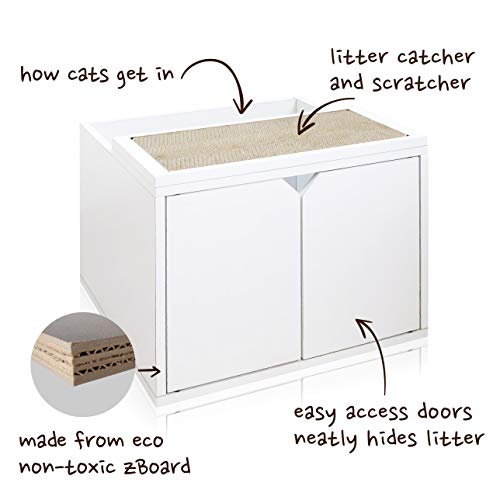 how cats get in
litter catcher
and scratcher
made from eco
non-toxic zBoard
easy access doors
neatly hides litter